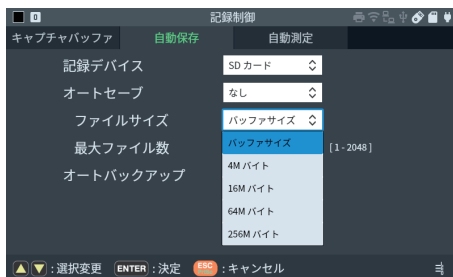 0 記録制御
キャプチャバッファ 自動保存 自動測定
記録デバイス SD カード
オートセーブ なし
ファイルサイズ バッファサイズ
最大ファイル数 バッファサイズ [ 1 - 2048 ]
4M バイト
オートバックアップ 16M バイト
64M バイト
256M バイト
: 選択変更 ENTER : 決定 ESC : キャンセル